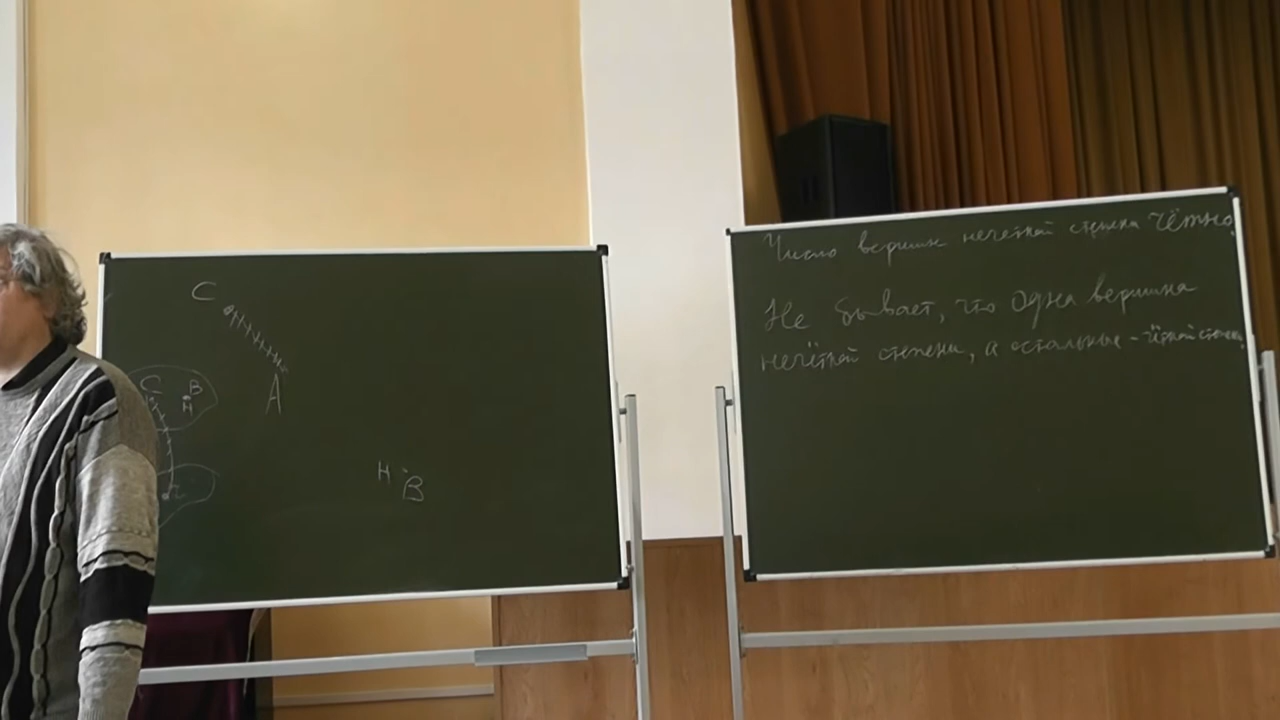 C
A
C B
H
H B
Число вершин нечётной степени чётно.
Не бывает, что одна вершина
нечётной степени, а остальные - чётной степени